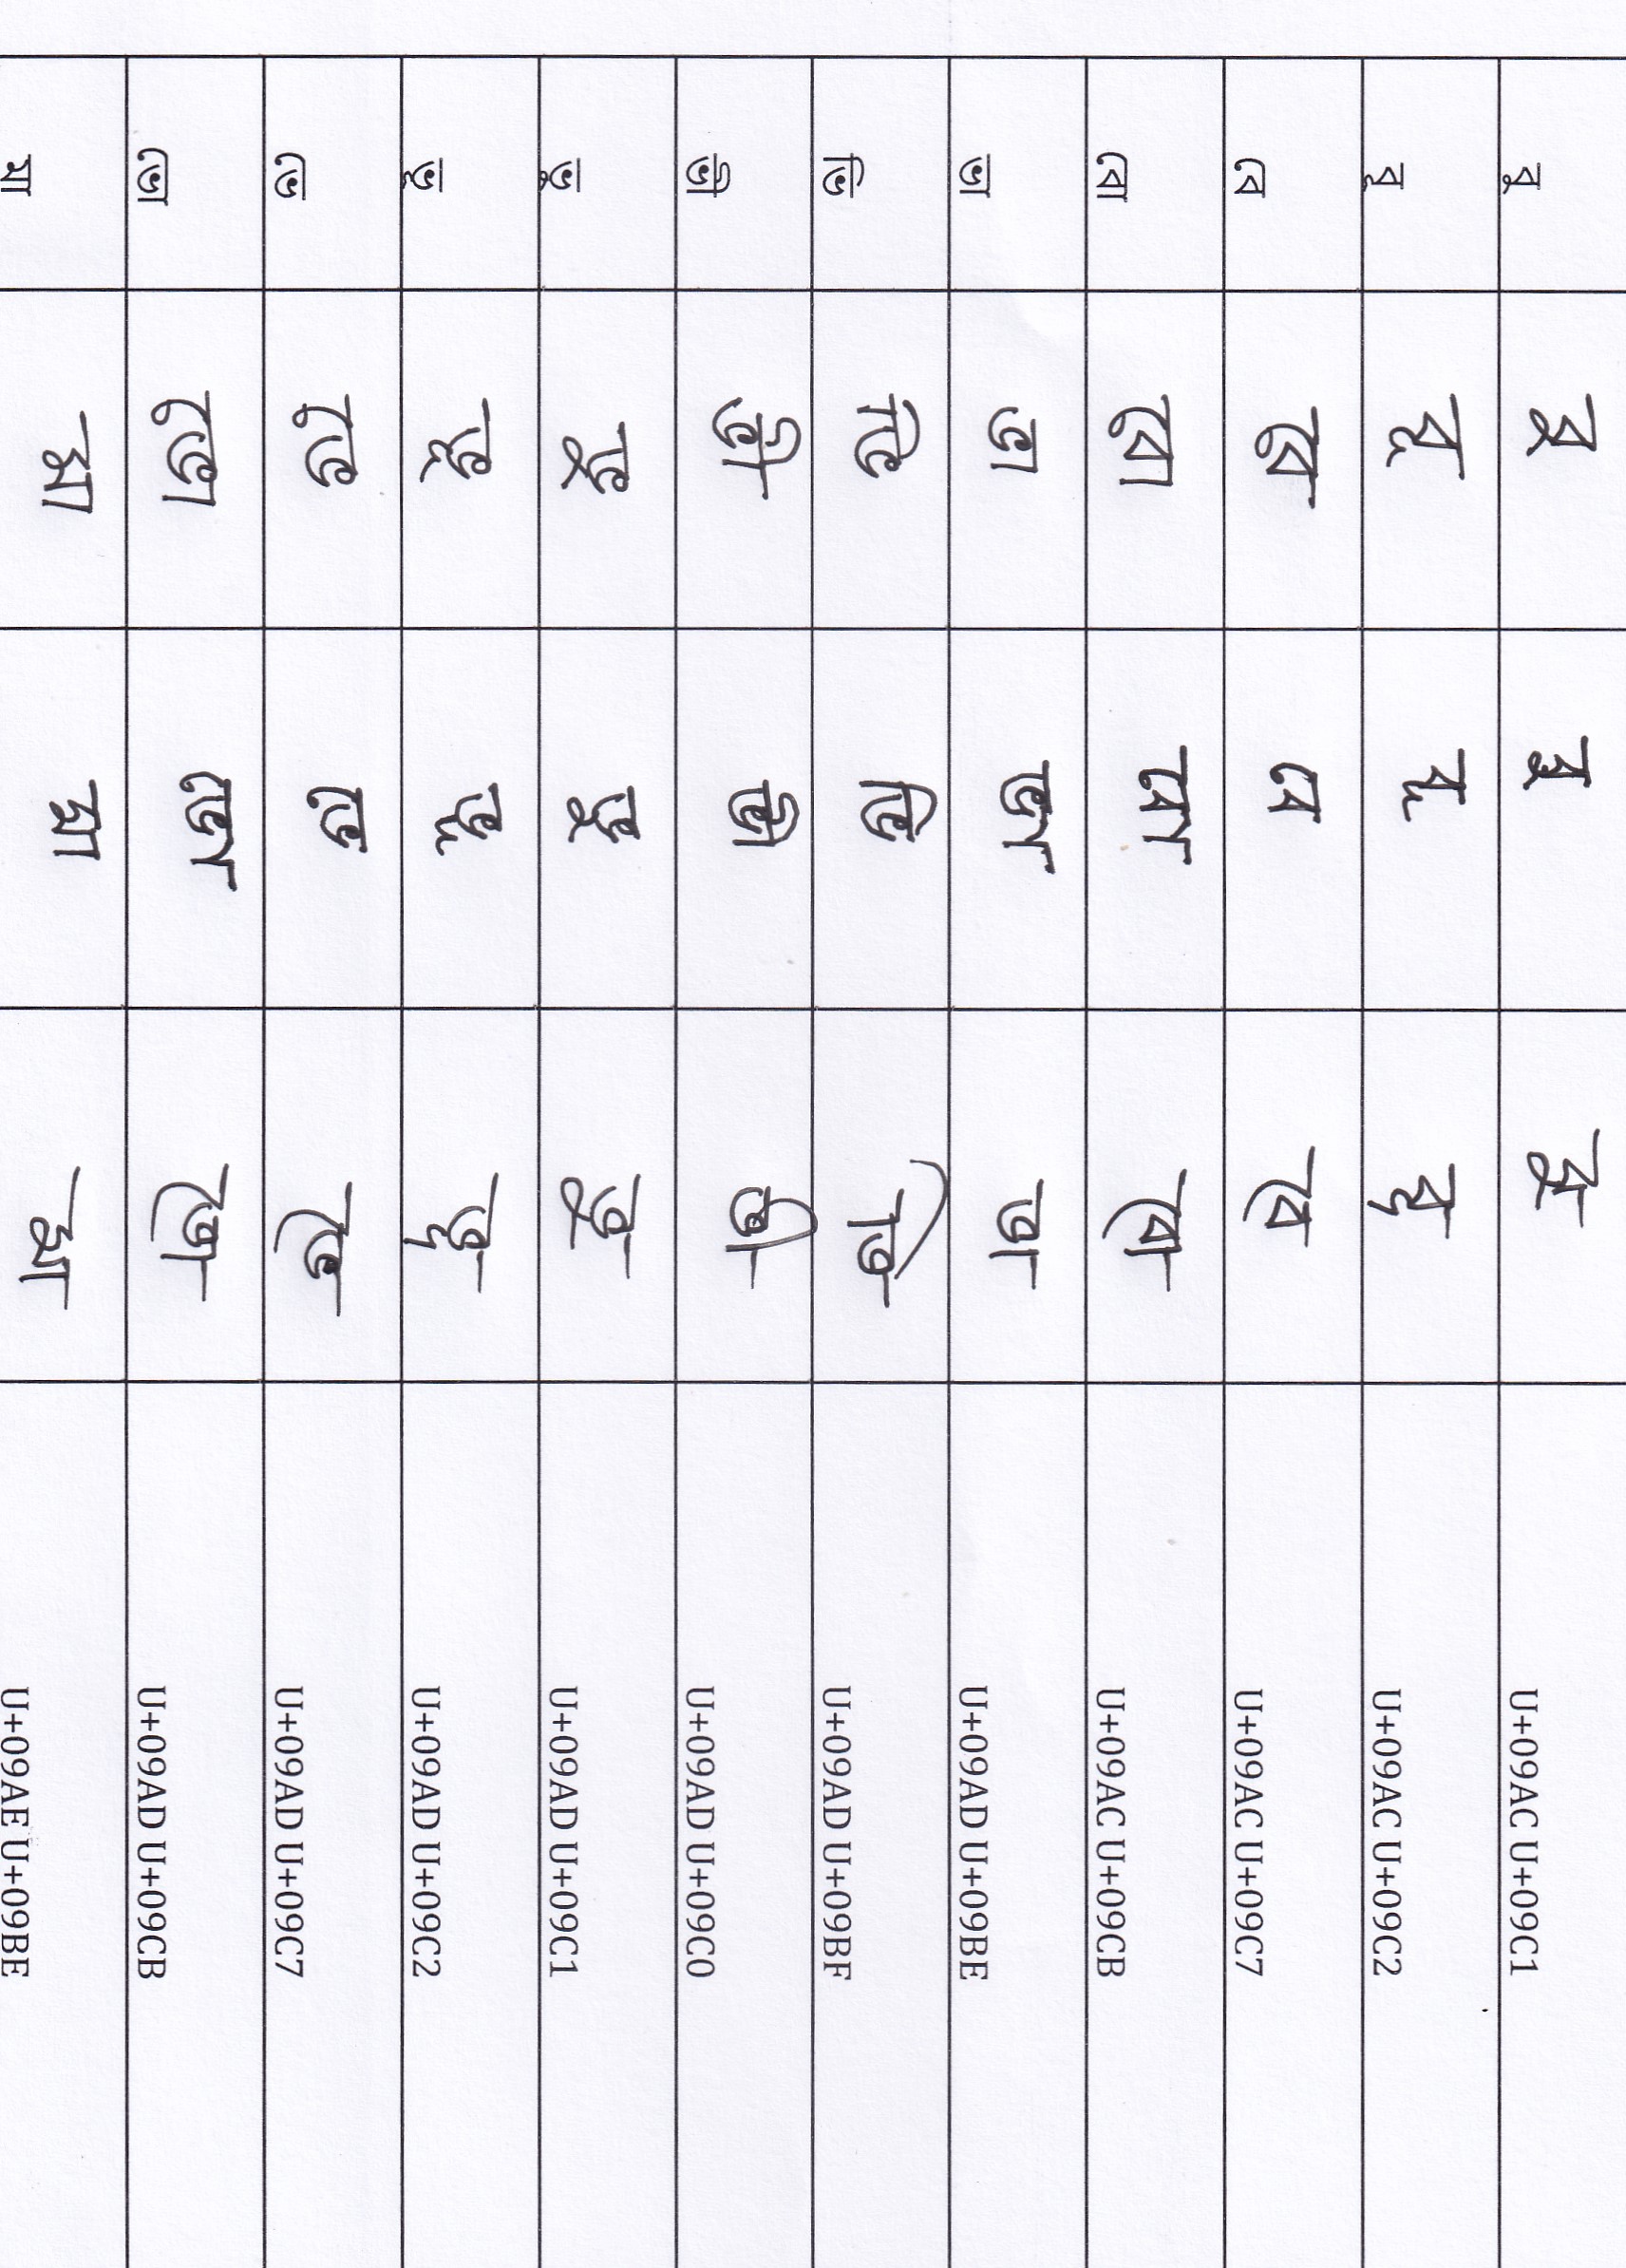 বু বু বু বু U+09AC U+09C1
বূ বূ বূ বূ U+09AC U+09C2
বে বে বে বে U+09AC U+09C7
বো বো বো বো U+09AC U+09CB
ভা ভা ভা ভা U+09AD U+09BE
ভি ভি ভি ভি U+09AD U+09BF
ভী ভী ভী ভী U+09AD U+09C0
ভু ভু ভু ভু U+09AD U+09C1
ভূ ভূ ভূ ভূ U+09AD U+09C2
ভে ভে ভে ভে U+09AD U+09C7
ভো ভো ভো ভো U+09AD U+09CB
মা মা মা মা U+09AE U+09BE